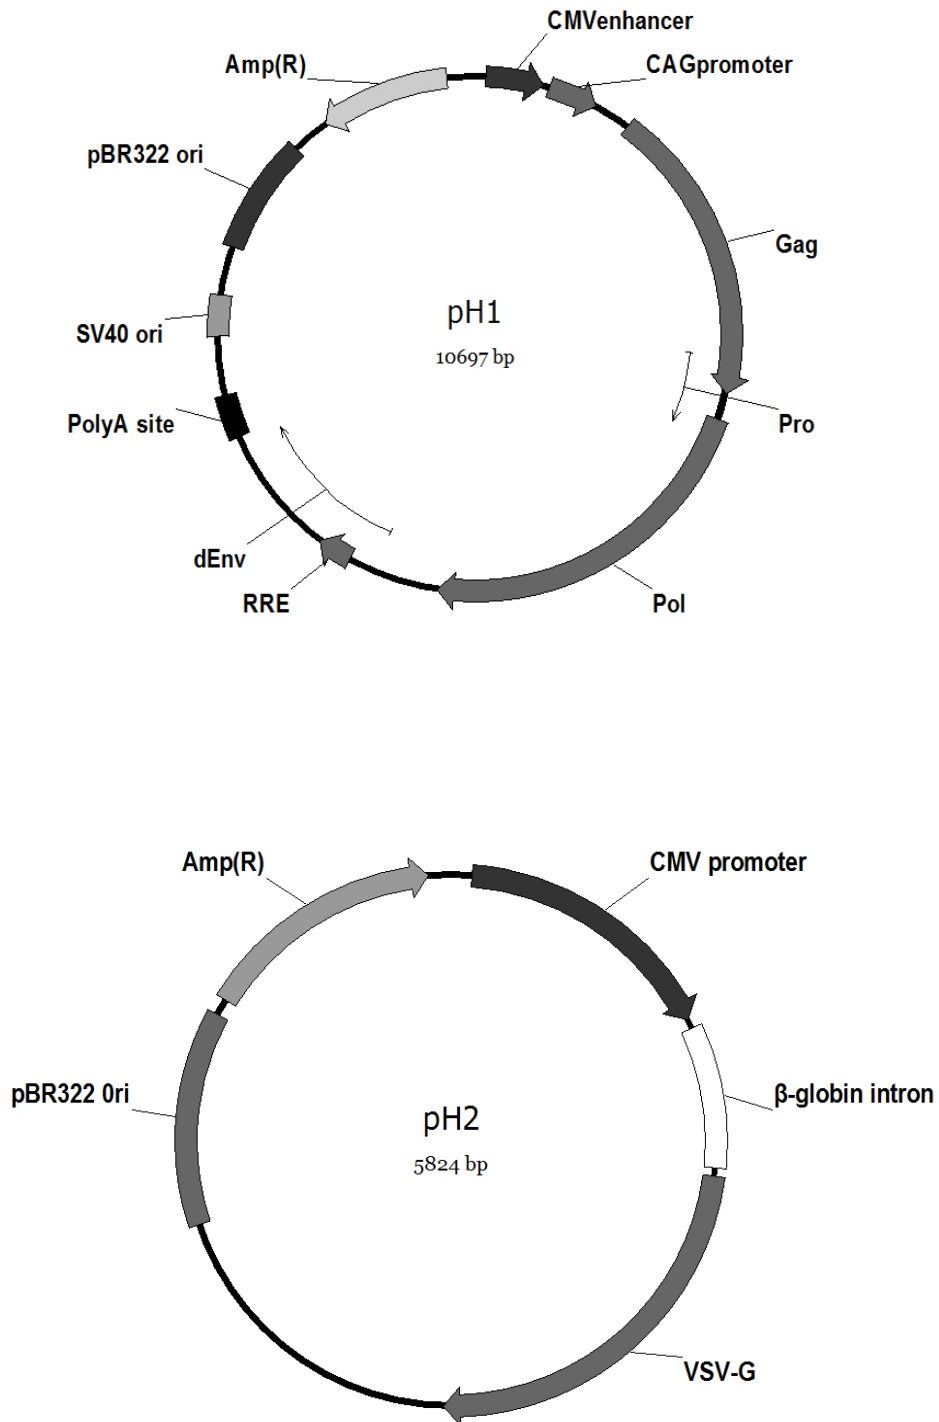 CMVenhancer
Amp(R)
CAGpromoter
pBR322 ori
Gag
pH1
SV40 ori
10697 bp
PolyA site
Pro
dEnv
RRE
Pol
Amp(R)
CMV promoter
pBR322 0ri
β-globin intron
pH2
5824 bp
VSV-G